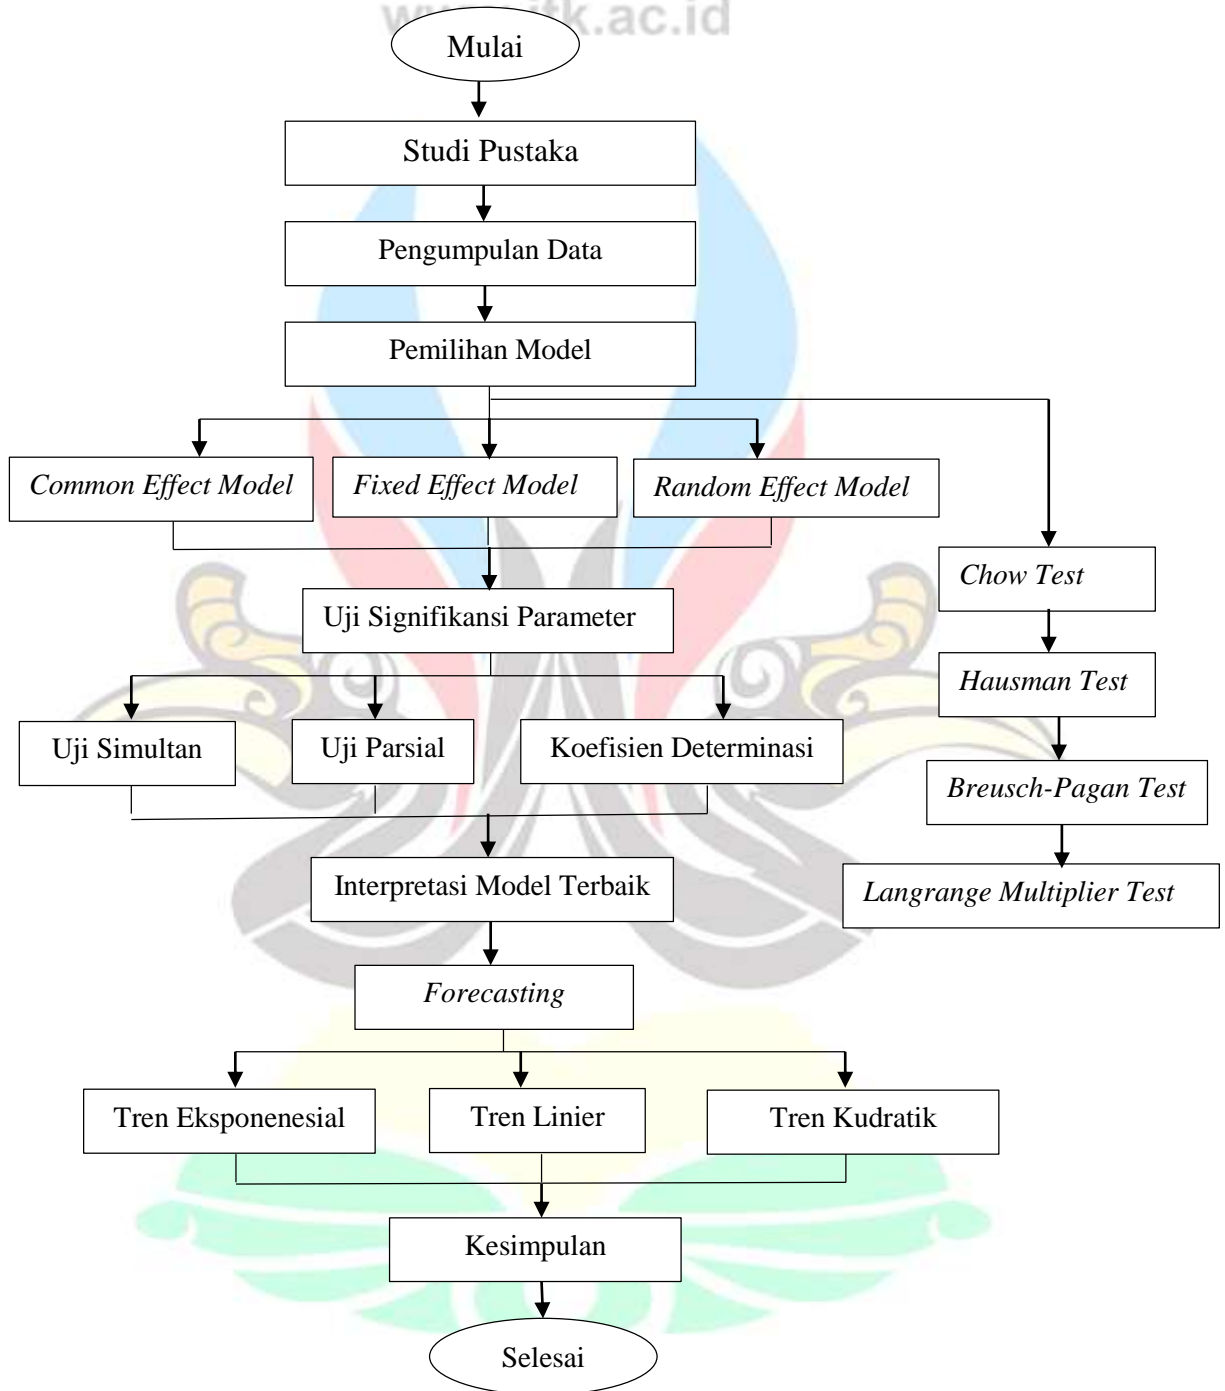 www.itk.ac.id
Mulai
Studi Pustaka
Pengumpulan Data
Pemilihan Model
Common Effect Model
Fixed Effect Model
Random Effect Model
Chow Test
Uji Signifikansi Parameter
Hausman Test
Uji Simultan
Uji Parsial
Koefisien Determinasi
Breusch-Pagan Test
Interpretasi Model Terbaik
Langrange Multiplier Test
Forecasting
Tren Eksponenesial
Tren Linier
Tren Kudratik
Kesimpulan
Selesai